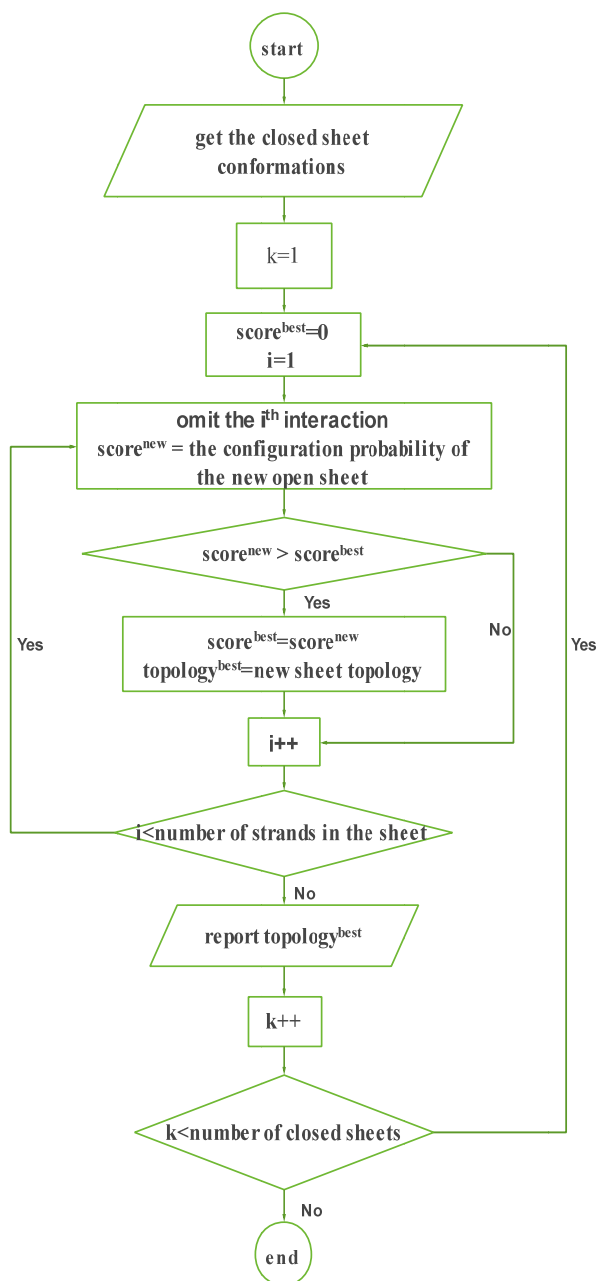 start
get the closed sheet
conformations
k=1
score^best=0
i=1
omit the i^th interaction
score^new = the configuration probability of
the new open sheet
score^new > score^best
Yes
No
Yes
Yes
score^best=score^new
topology^best=new sheet topology
i++
i<number of strands in the sheet
No
report topology^best
k++
k<number of closed sheets
No
end